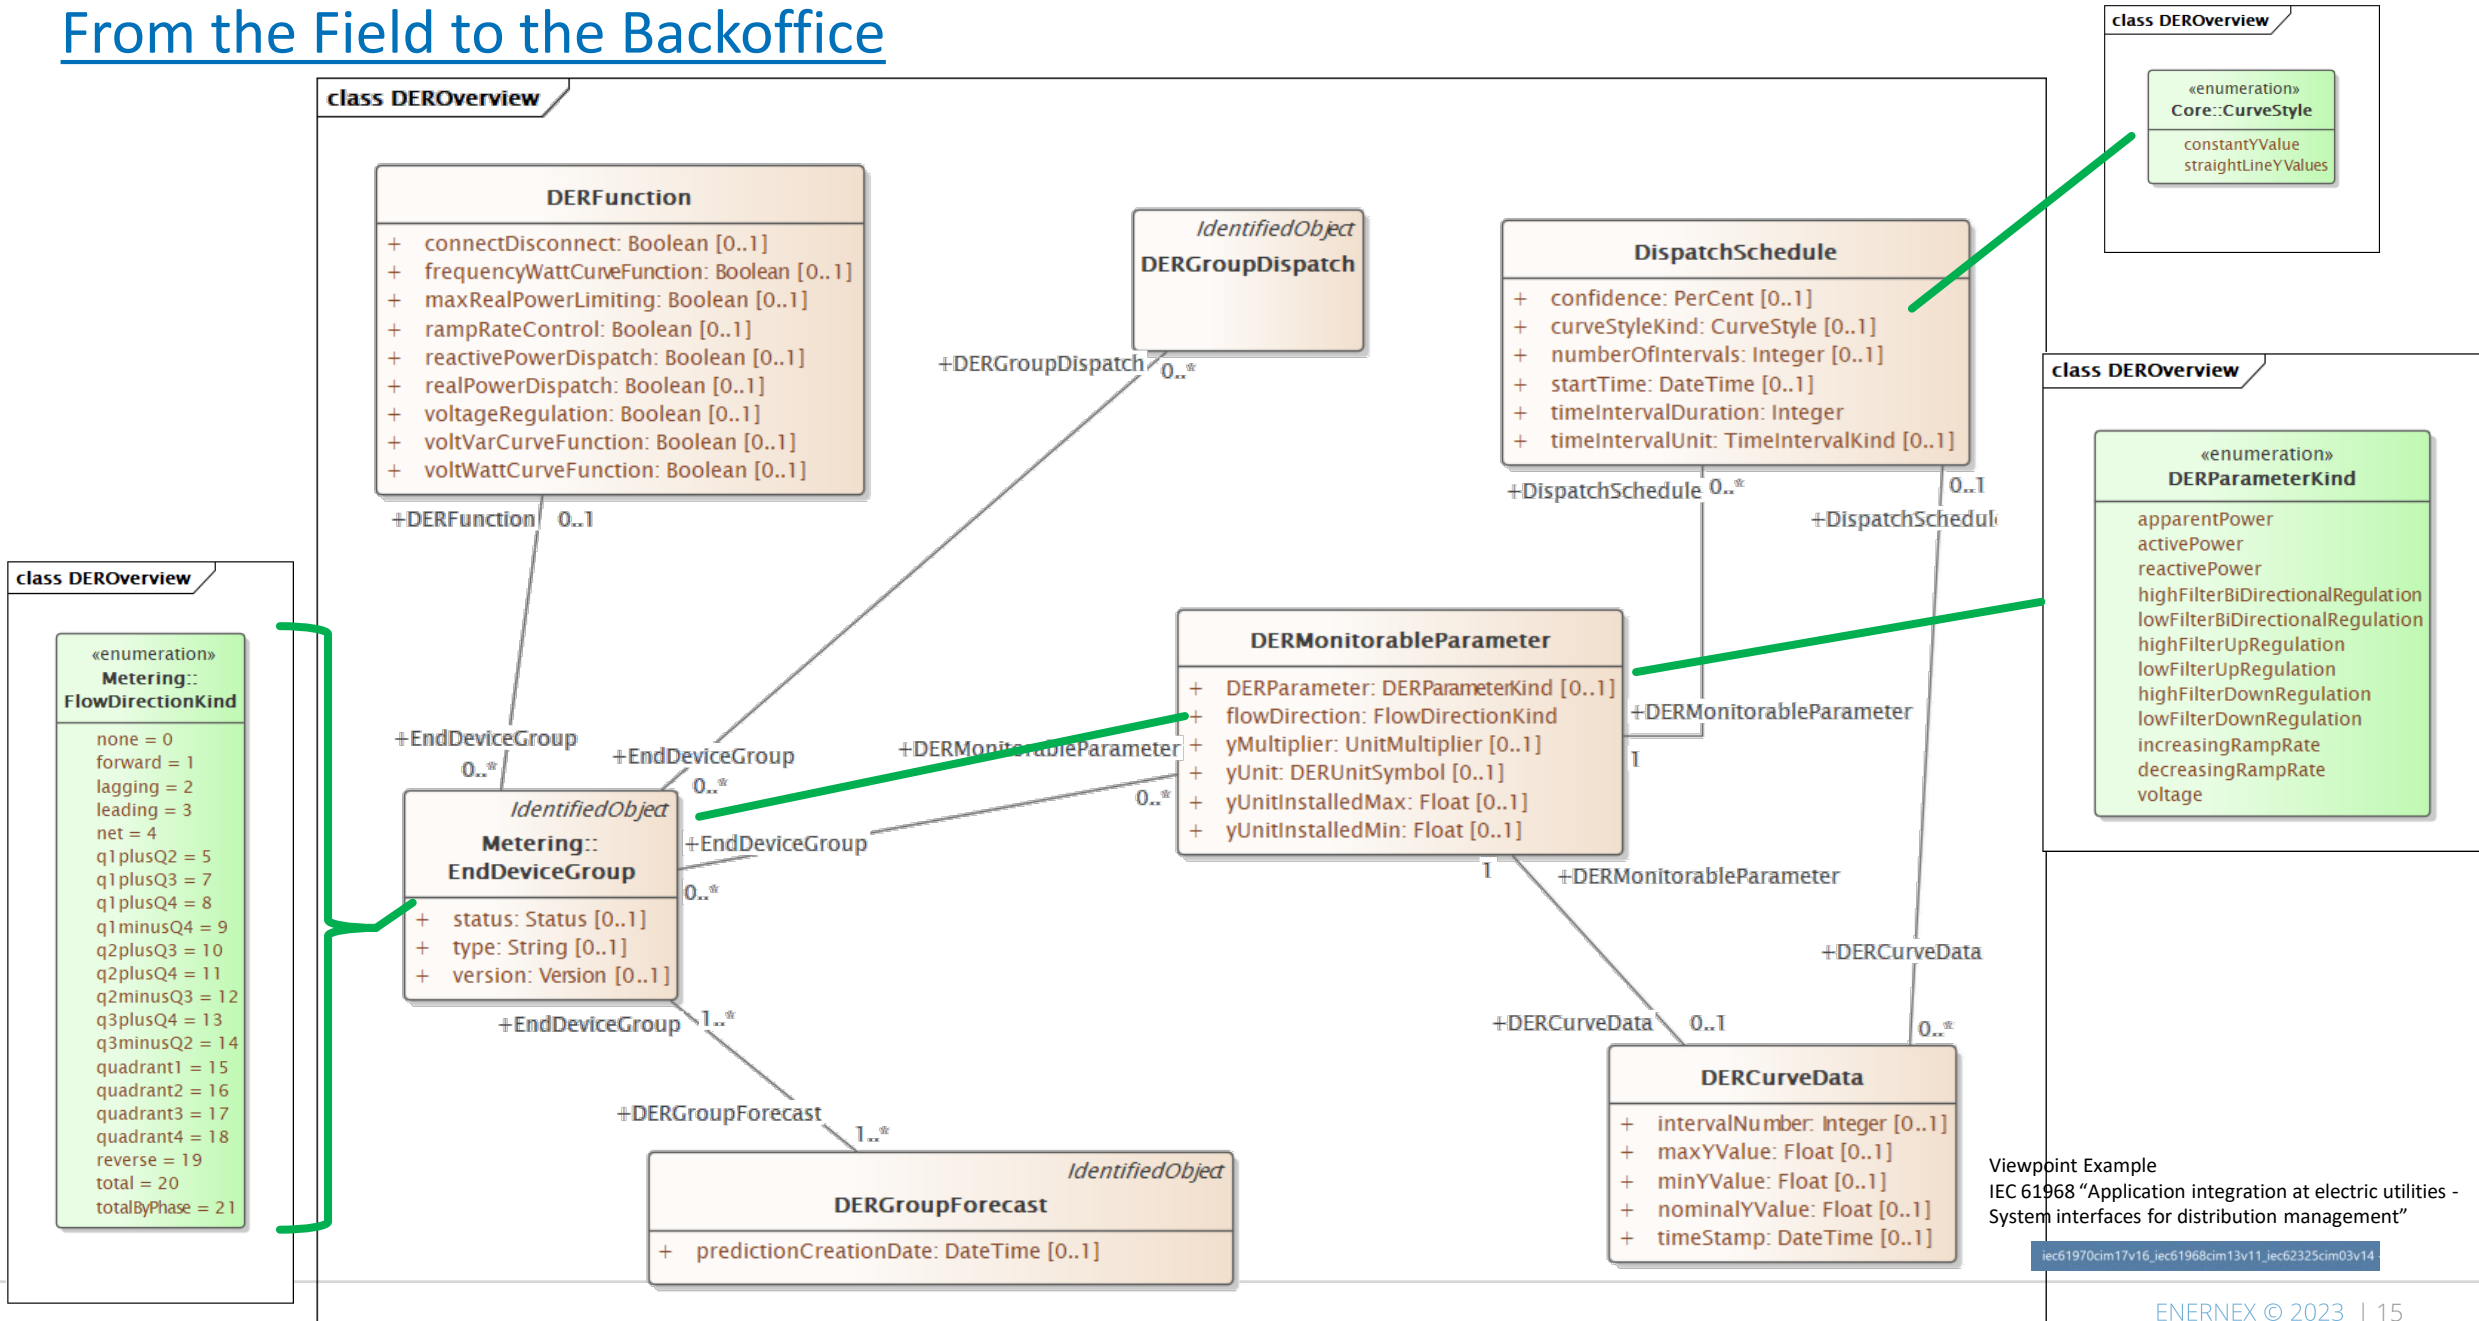 From the Field to the Backoffice
class DEROverview
«enumeration»
Core::CurveStyle
constantYValue
straightLineYValues
class DEROverview
DERFunction
+ connectDisconnect: Boolean [0..1]
+ frequencyWattCurveFunction: Boolean [0..1]
+ maxRealPowerLimiting: Boolean [0..1]
+ rampRateControl: Boolean [0..1]
+ reactivePowerDispatch: Boolean [0..1]
+ realPowerDispatch: Boolean [0..1]
+ voltageRegulation: Boolean [0..1]
+ voltVarCurveFunction: Boolean [0..1]
+ voltWattCurveFunction: Boolean [0..1]
+DERFunction 0..1
IdentifiedObject
DERGroupDispatch
+DERGroupDispatch 0..*
DispatchSchedule
+ confidence: PerCent [0..1]
+ curveStyleKind: CurveStyle [0..1]
+ numberOfIntervals: Integer [0..1]
+ startTime: DateTime [0..1]
+ timeIntervalDuration: Integer
+ timeIntervalUnit: TimeIntervalKind [0..1]
+DispatchSchedule 0..*
0..1
+DispatchSchedul
class DEROverview
«enumeration»
DERParameterKind
apparentPower
activePower
reactivePower
highFilterBiDirectionalRegulation
lowFilterBiDirectionalRegulation
highFilterUpRegulation
lowFilterUpRegulation
highFilterDownRegulation
lowFilterDownRegulation
increasingRampRate
decreasingRampRate
voltage
class DEROverview
«enumeration»
Metering::
FlowDirectionKind
none = 0
forward = 1
lagging = 2
leading = 3
net = 4
q1plusQ2 = 5
q1plusQ3 = 7
q1plusQ4 = 8
q1minusQ4 = 9
q2plusQ3 = 10
q2plusQ4 = 11
q2minusQ3 = 12
q3plusQ4 = 13
q3minusQ2 = 14
quadrant1 = 15
quadrant2 = 16
quadrant3 = 17
quadrant4 = 18
reverse = 19
total = 20
totalByPhase = 21
+EndDeviceGroup
0..*
+EndDeviceGroup
0..*
+DERMonitorableParameter
0..*
DERMonitorableParameter
+ DERParameter: DERParameterKind [0..1]
+ flowDirection: FlowDirectionKind
+ yMultiplier: UnitMultiplier [0..1]
+ yUnit: DERUnitSymbol [0..1]
+ yUnitInstalledMax: Float [0..1]
+ yUnitInstalledMin: Float [0..1]
+DERMonitorableParameter
1
IdentifiedObject
Metering::
EndDeviceGroup
+ status: Status [0..1]
+ type: String [0..1]
+ version: Version [0..1]
+EndDeviceGroup
0..*
1
+DERMonitorableParameter
+DERCurveData
+EndDeviceGroup 1..*
+DERCurveData 0..1
0..*
+DERGroupForecast
1..*
IdentifiedObject
DERGroupForecast
+ predictionCreationDate: DateTime [0..1]
DERCurveData
+ intervalNumber: Integer [0..1]
+ maxYValue: Float [0..1]
+ minYValue: Float [0..1]
+ nominalYValue: Float [0..1]
+ timeStamp: DateTime [0..1]
Viewpoint Example
IEC 61968 “Application integration at electric utilities -
System interfaces for distribution management”
iec61970cim17v16_iec61968cim13v11_iec62325cim03v14 -
ENERNEX © 2023 | 15